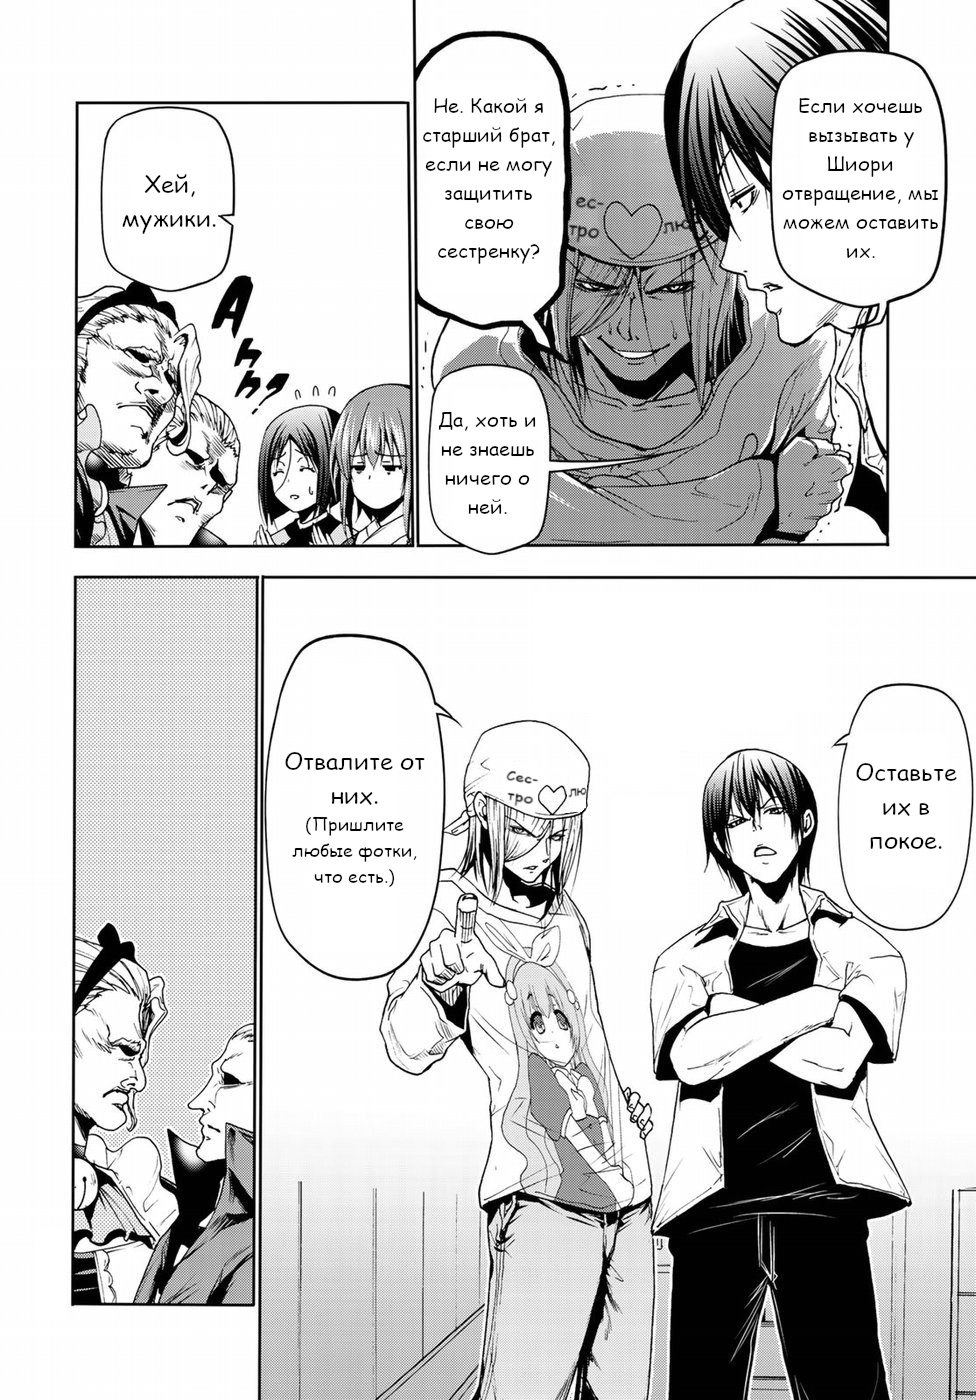 Если хочешь
вызывать у
Шиори
отвращение, мы
можем оставить
их.
Не. Какой я
старший брат,
если не могу
защитить
свою
сестренку?
сес-
тро
лю
Да, хоть и
не знаешь
ничего о
ней.
Хей,
мужики.
Оставьте
их в
покое.
Отвалите от
них.
(Пришлите
любые фотки,
что есть.)
Сес-
тро
лю